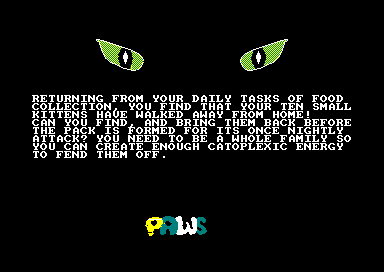 RETURNING FROM YOUR DAILY TASKS OF FOOD
COLLECTION, YOU FIND THAT YOUR TEN SMALL
KITTENS HAVE WALKED AWAY FROM HOME!
CAN YOU FIND, AND BRING THEM BACK BEFORE
THE PACK IS FORMED FOR ITS ONCE NIGHTLY
ATTACK? YOU NEED TO BE A WHOLE FAMILY SO
YOU CAN CREATE ENOUGH CATOPLEXIC ENERGY
TO FEND THEM OFF.
PAWS